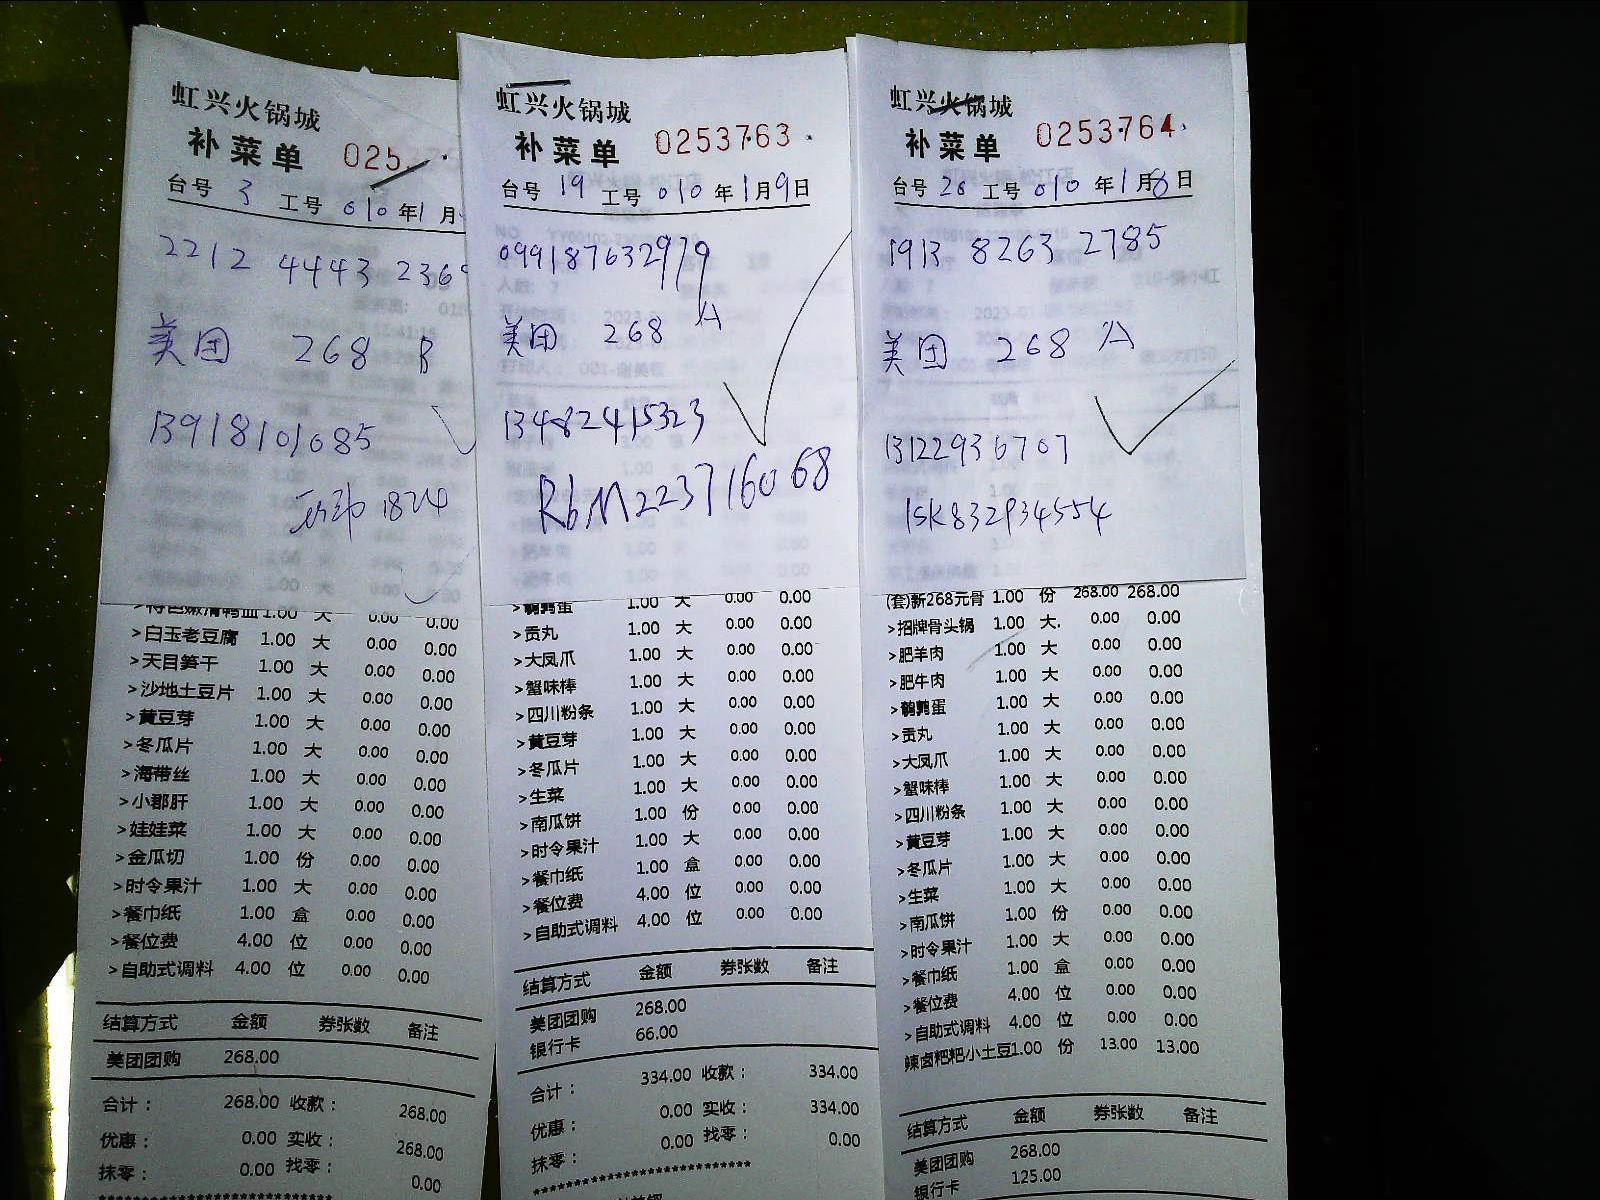 虹兴火锅城
补菜单 025
台号 3 工号 010 年1月
2212 4443 236
美团 268 B
13918101085
1824
>白玉老豆腐 1.00 大 0.00 0.00
>天目笋干 1.00 大 0.00 0.00
>沙地土豆片 1.00 大 0.00 0.00
>黄豆芽 1.00 大 0.00 0.00
>冬瓜片 1.00 大 0.00 0.00
>海带丝 1.00 大 0.00 0.00
>小郡肝 1.00 大 0.00 0.00
>娃娃菜 1.00 大 0.00 0.00
>金瓜切 1.00 份 0.00 0.00
>时令果汁 1.00 大 0.00 0.00
>餐巾纸 1.00 盒 0.00 0.00
>餐位费 4.00 位 0.00 0.00
>自助式调料 4.00 位 0.00 0.00
结算方式 金额 券张数 备注
美团团购 268.00
合计： 268.00 收款： 268.00
优惠： 0.00 实收： 268.00
抹零： 0.00 找零： 0.00
虹兴火锅城
补菜单 0253763
台号 19 工号 010 年1月9日
099187632979
美团 268 A
13482415323
RbM223716068
>鹌鹑蛋 1.00 大 0.00 0.00
>贡丸 1.00 大 0.00 0.00
>大凤爪 1.00 大 0.00 0.00
>蟹味棒 1.00 大 0.00 0.00
>四川粉条 1.00 大 0.00 0.00
>黄豆芽 1.00 大 0.00 0.00
>冬瓜片 1.00 大 0.00 0.00
>生菜 1.00 大 0.00 0.00
>南瓜饼 1.00 份 0.00 0.00
>时令果汁 1.00 大 0.00 0.00
>餐巾纸 1.00 盒 0.00 0.00
>餐位费 4.00 位 0.00 0.00
>自助式调料 4.00 位 0.00 0.00
结算方式 金额 券张数 备注
美团团购 268.00
银行卡 66.00
合计： 334.00 收款： 334.00
优惠： 0.00 实收： 334.00
抹零： 0.00 找零： 0.00
虹兴火锅城
补菜单 0253764
台号 26 工号 010 年1月8日
1913 8263 2785
美团 268 A
13122936707
(套)新268元骨 1.00 份 268.00 268.00
>招牌骨头锅 1.00 大 0.00 0.00
>肥羊肉 1.00 大 0.00 0.00
>肥牛肉 1.00 大 0.00 0.00
>鹌鹑蛋 1.00 大 0.00 0.00
>贡丸 1.00 大 0.00 0.00
>大凤爪 1.00 大 0.00 0.00
>蟹味棒 1.00 大 0.00 0.00
>四川粉条 1.00 大 0.00 0.00
>黄豆芽 1.00 大 0.00 0.00
>冬瓜片 1.00 大 0.00 0.00
>生菜 1.00 大 0.00 0.00
>南瓜饼 1.00 份 0.00 0.00
>时令果汁 1.00 大 0.00 0.00
>餐巾纸 1.00 盒 0.00 0.00
>餐位费 4.00 位 0.00 0.00
>自助式调料 4.00 位 0.00 0.00
辣卤粑粑小土豆1.00 份 13.00 13.00
结算方式 金额 券张数 备注
美团团购 268.00
银行卡 125.00